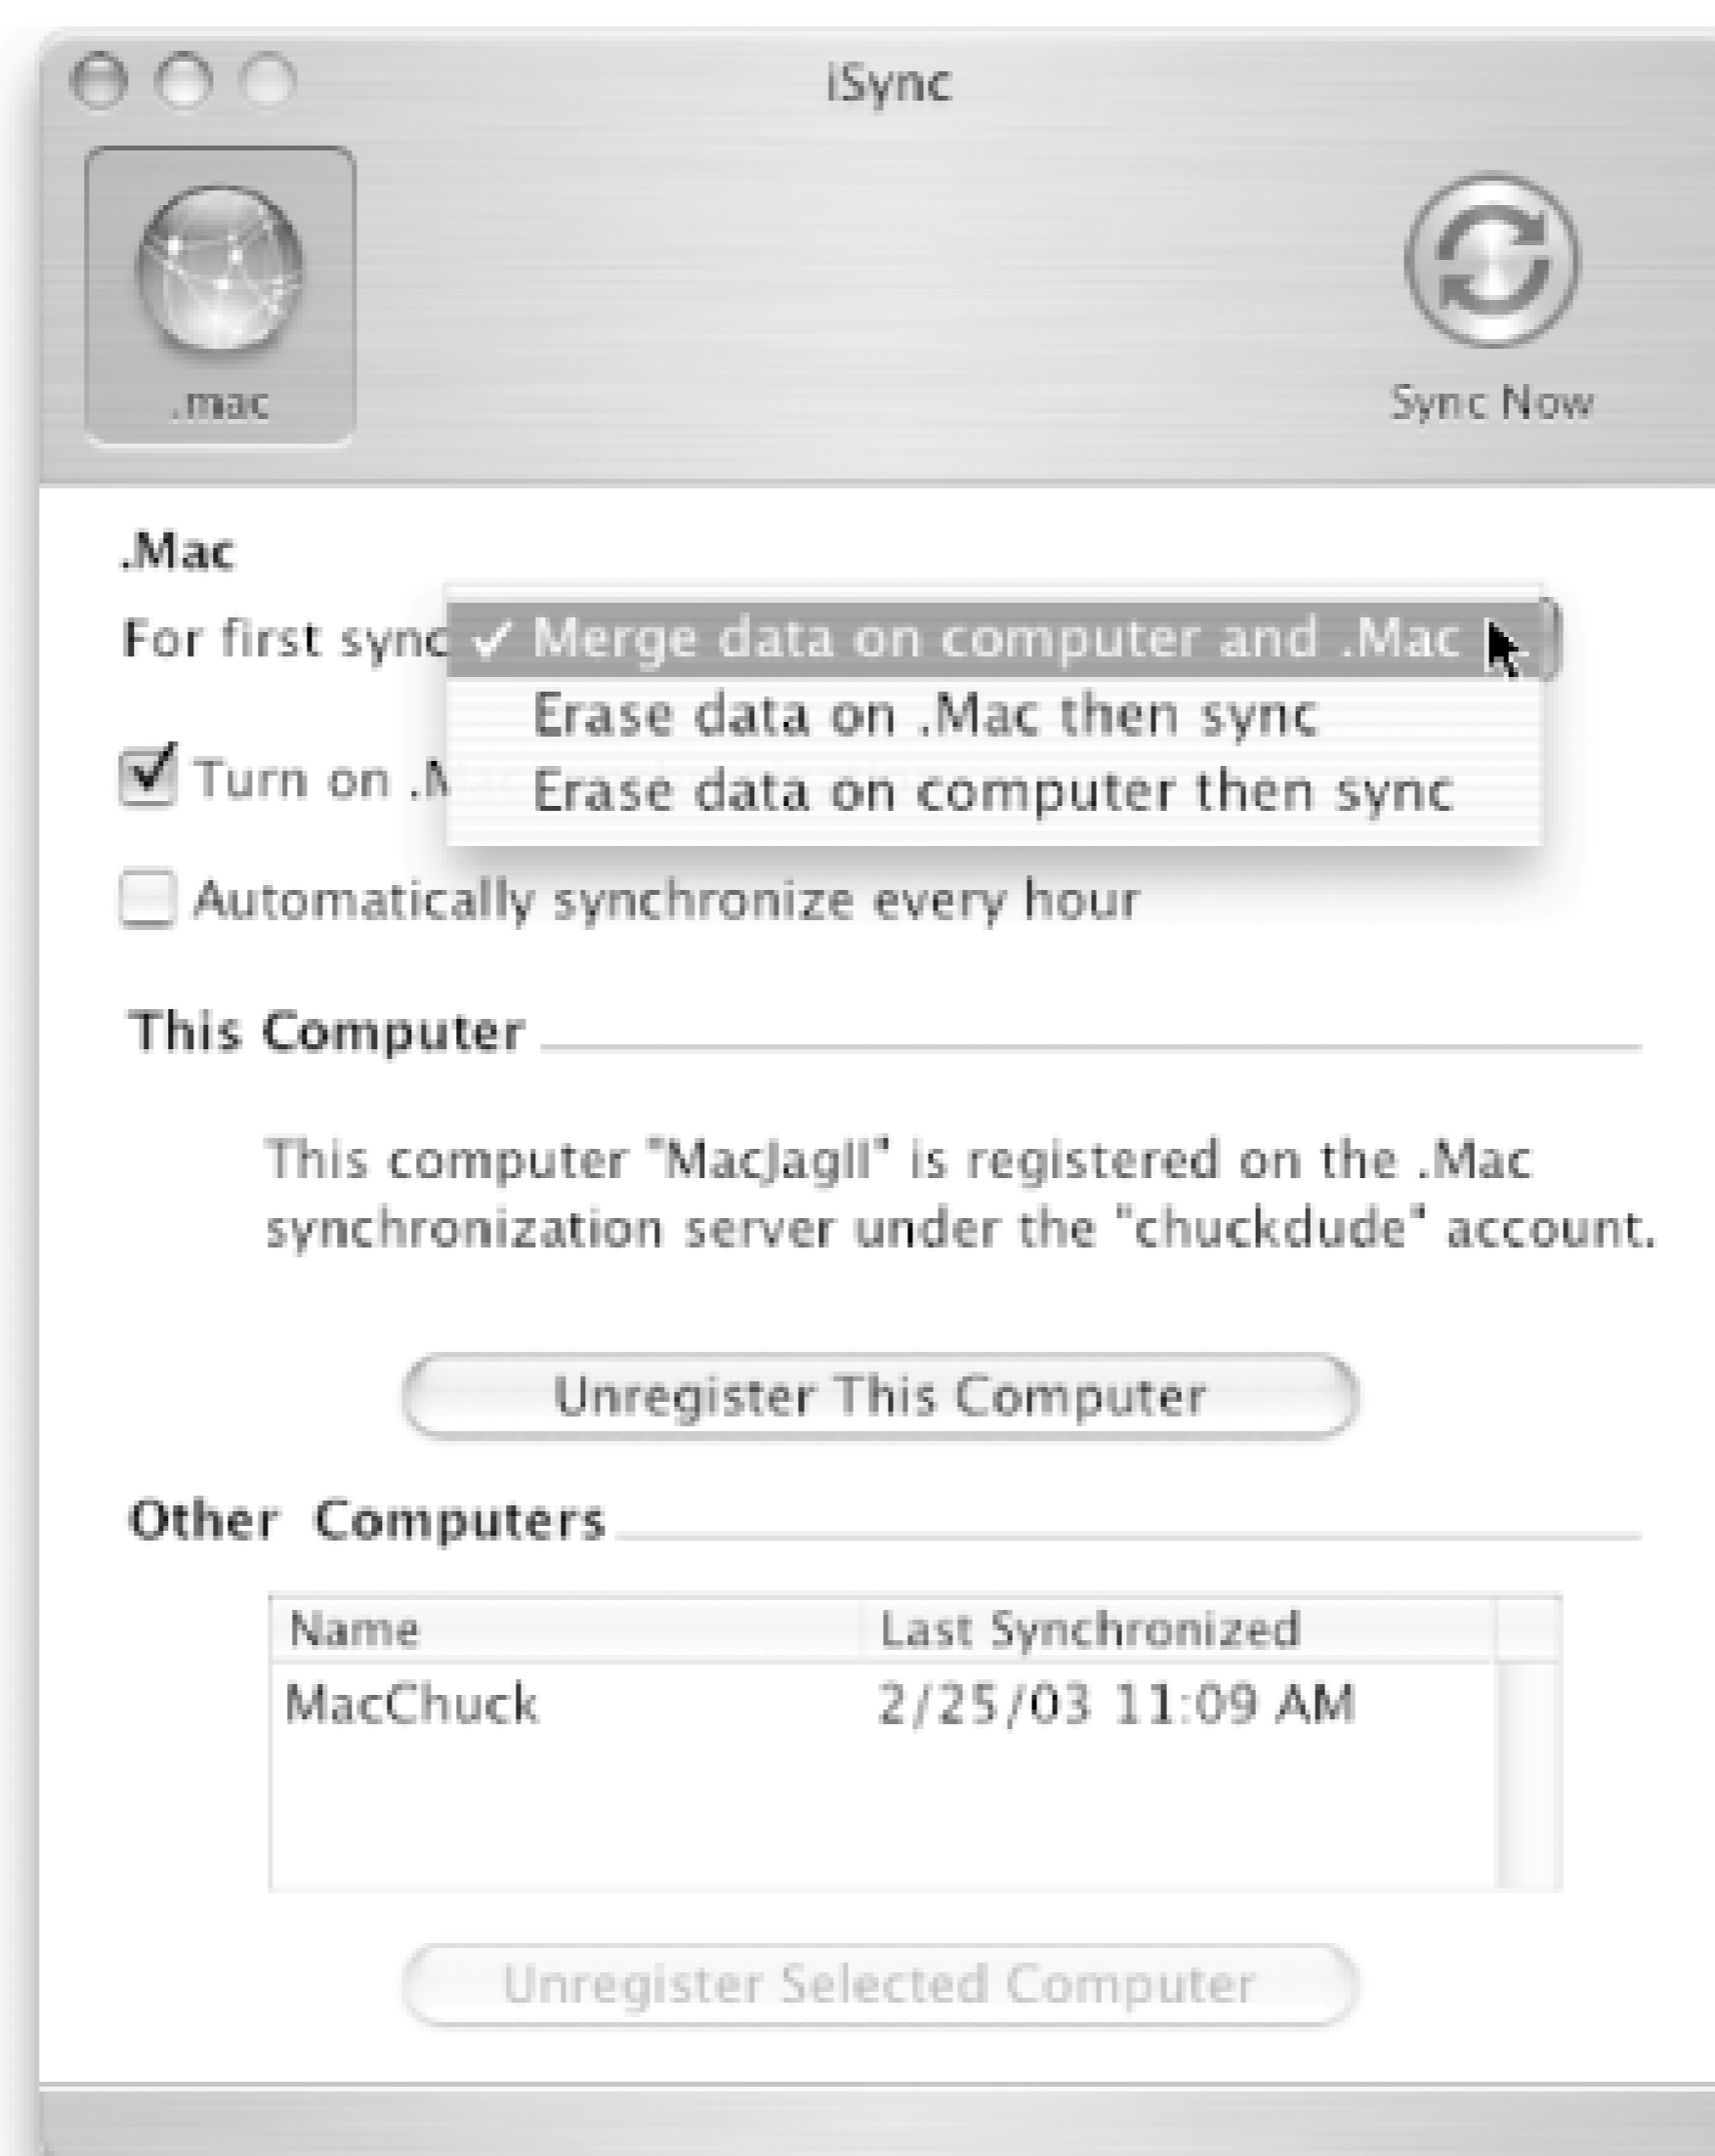 iSync
.mac
Sync Now
.Mac
For first sync ✓ Merge data on computer and .Mac
Erase data on .Mac then sync
Turn on
Erase data on computer then sync
Automatically synchronize every hour
This Computer
This computer "MacJagII" is registered on the .Mac
synchronization server under the "chuckdude" account.
Unregister This Computer
Other Computers
Name Last Synchronized
MacChuck 2/25/03 11:09 AM
Unregister Selected Computer